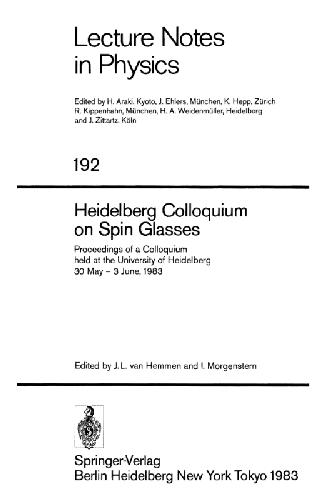 Lecture Notes
in Physics
Edited by H. Araki, Kyoto, J. Ehlers, München, K. Hepp, Zürich
R. Kippenhahn, München, H. A. Weidenmüller, Heidelberg
and J. Zittartz, Köln
192
Heidelberg Colloquium
on Spin Glasses
Proceedings of a Colloquium
held at the University of Heidelberg
30 May – 3 June, 1983
Edited by J.L. van Hemmen and I. Morgenstern
Springer-Verlag
Berlin Heidelberg New York Tokyo 1983